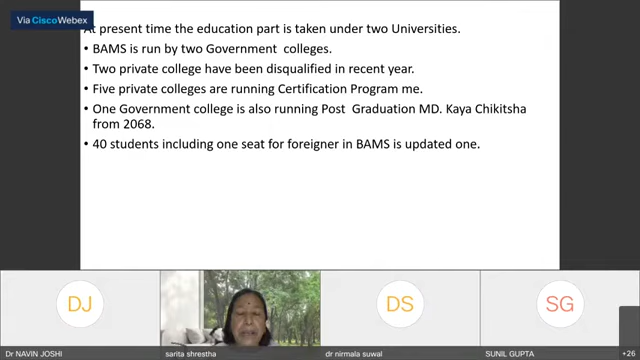 Via CiscoWebex
At present time the education part is taken under two Universities.
• BAMS is run by two Government colleges.
• Two private college have been disqualified in recent year.
• Five private colleges are running Certification Program me.
• One Government college is also running Post Graduation MD. Kaya Chikitsha
from 2068.
• 40 students including one seat for foreigner in BAMS is updated one.
DJ
DS
SG
Dr NAVIN JOSHI
sarita shrestha
dr nirmala suwal
SUNIL GUPTA
+26